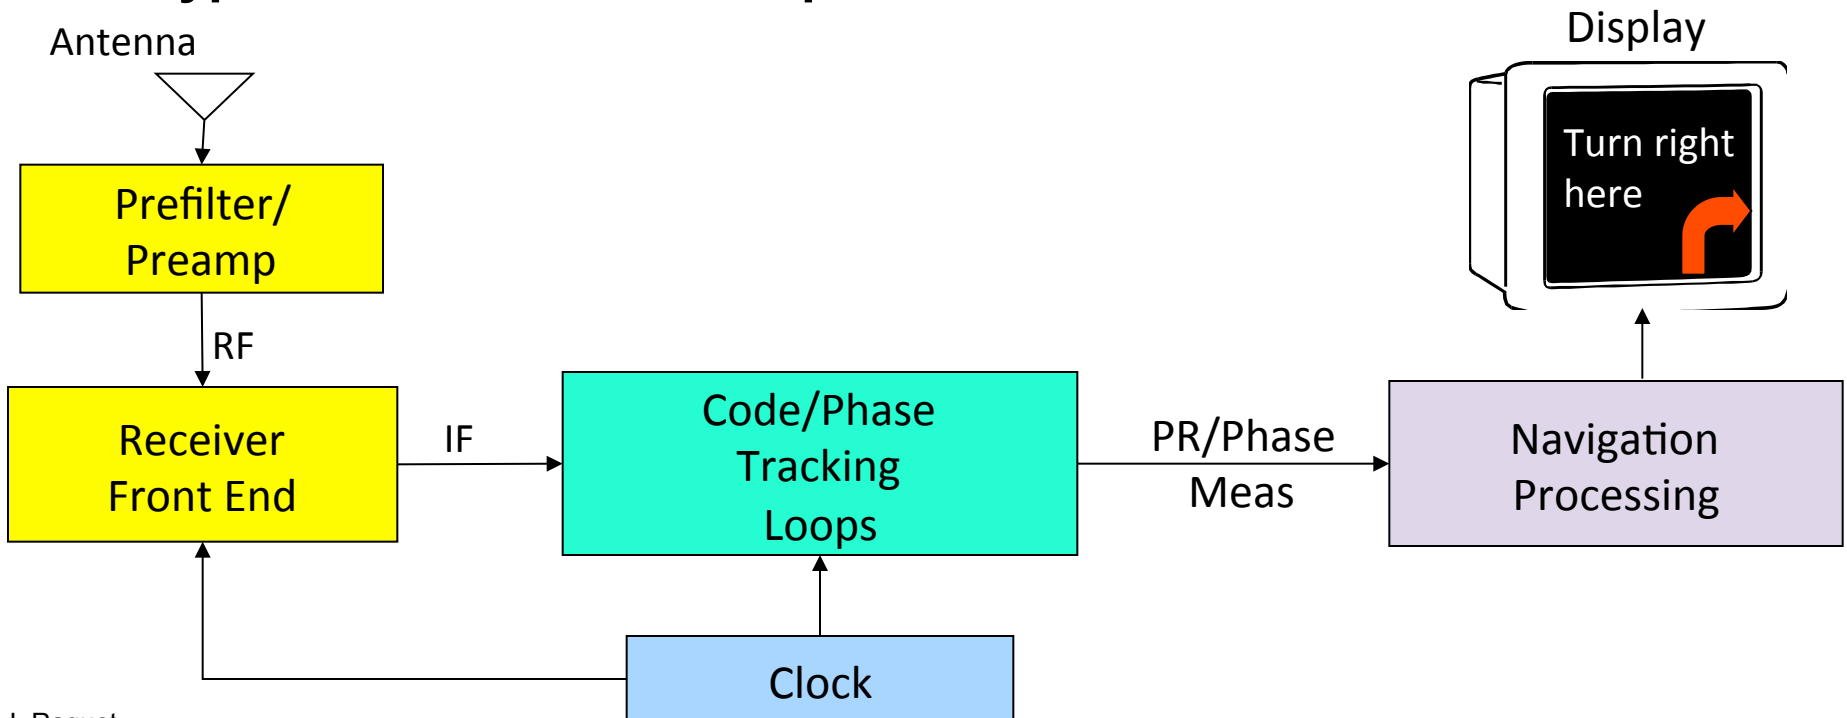 Antenna
Display
Turn right
here
Prefilter/
Preamp
RF
Receiver
Front End
IF
Code/Phase
Tracking
Loops
PR/Phase
Meas
Navigation
Processing
Clock